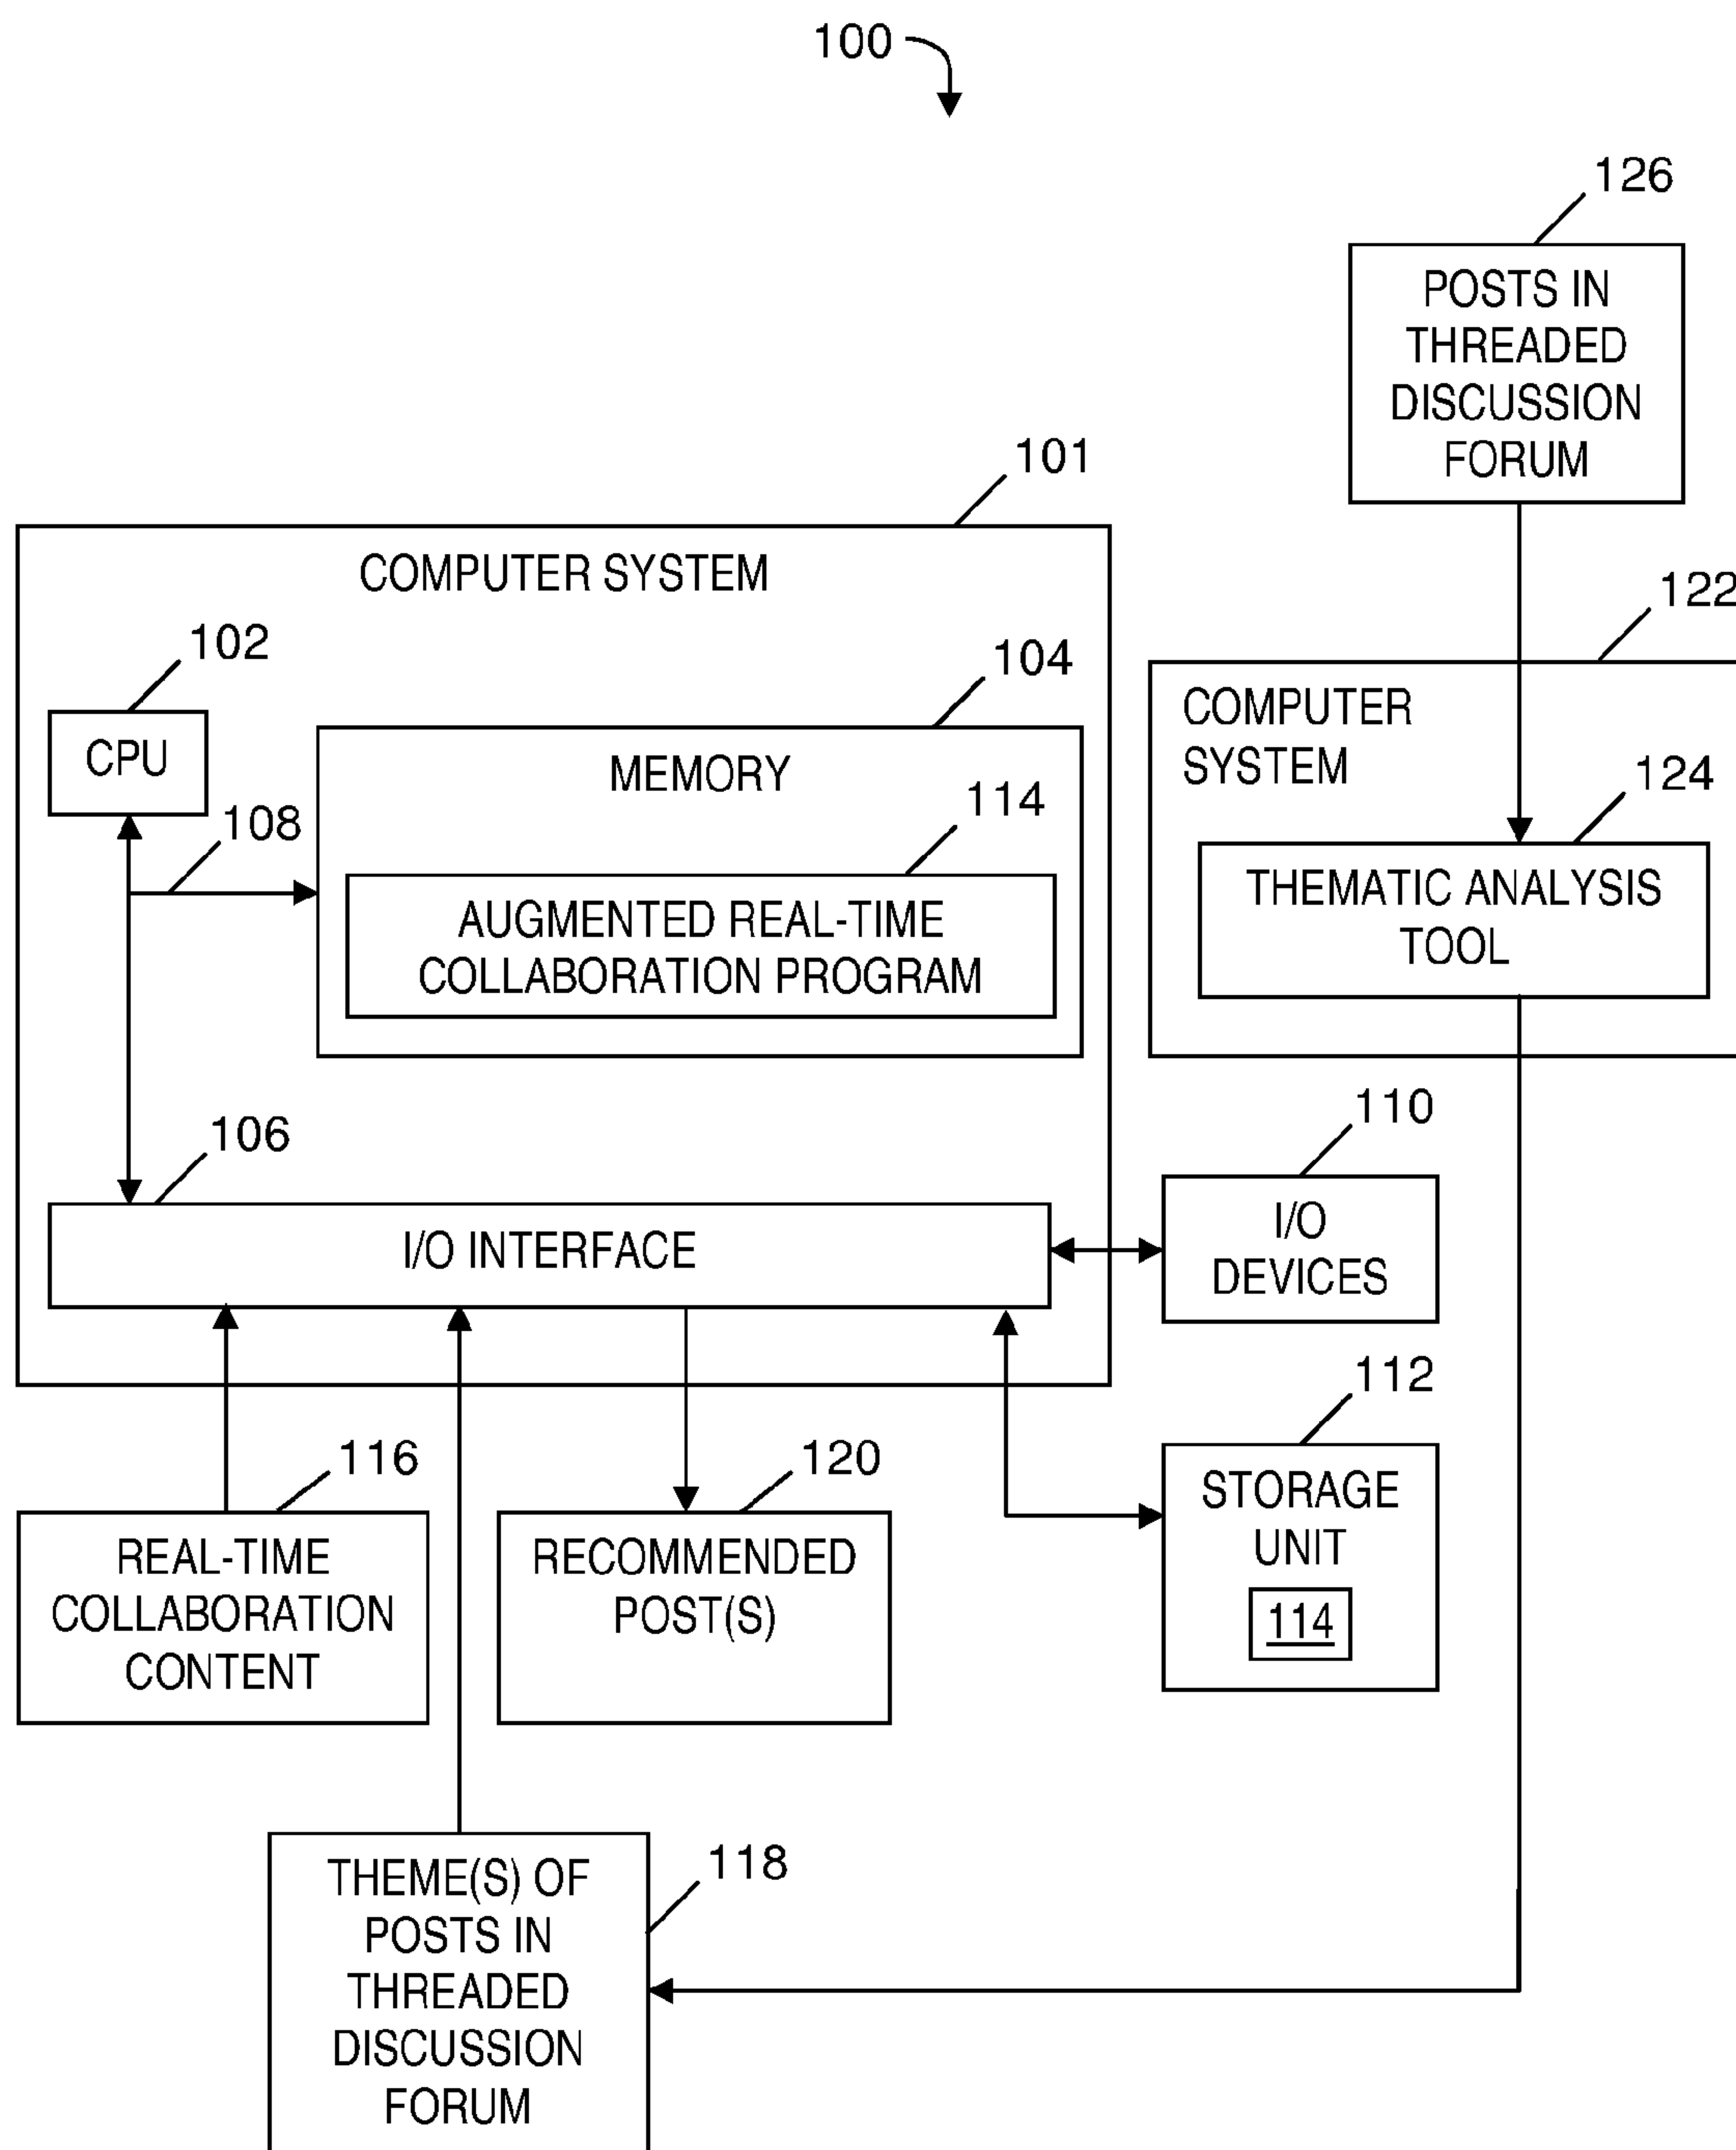 100
126
POSTS IN
THREADED
DISCUSSION
FORUM
101
COMPUTER SYSTEM
122
102
104
COMPUTER
SYSTEM
CPU
MEMORY
124
108
114
THEMATIC ANALYSIS
TOOL
AUGMENTED REAL-TIME
COLLABORATION PROGRAM
110
106
I/O
DEVICES
I/O INTERFACE
112
116
120
STORAGE
UNIT
114
REAL-TIME
COLLABORATION
CONTENT
RECOMMENDED
POST(S)
118
THEME(S) OF
POSTS IN
THREADED
DISCUSSION
FORUM